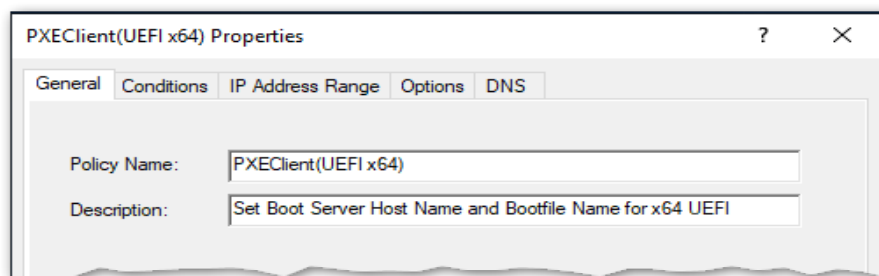 PXEClient(UEFI x64) Properties ? X
General Conditions IP Address Range Options DNS
Policy Name: PXEClient(UEFI x64)
Description: Set Boot Server Host Name and Bootfile Name for x64 UEFI